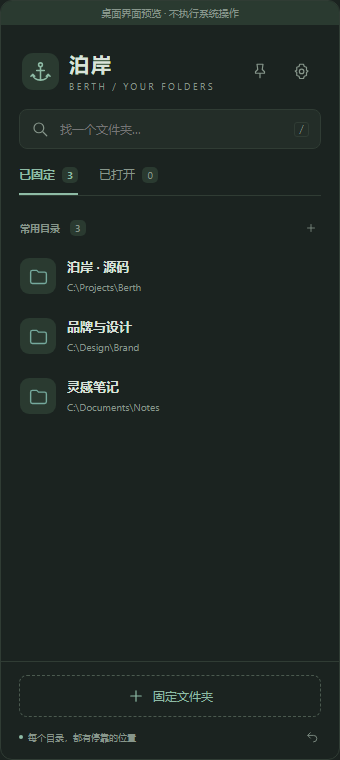 桌面界面预览 · 不执行系统操作
泊岸
BERTH / YOUR FOLDERS
找一个文件夹... /
已固定 3 已打开 0
常用目录 3 +
泊岸 · 源码
C:\Projects\Berth
品牌与设计
C:\Design\Brand
灵感笔记
C:\Documents\Notes
+ 固定文件夹
每个目录，都有停靠的位置